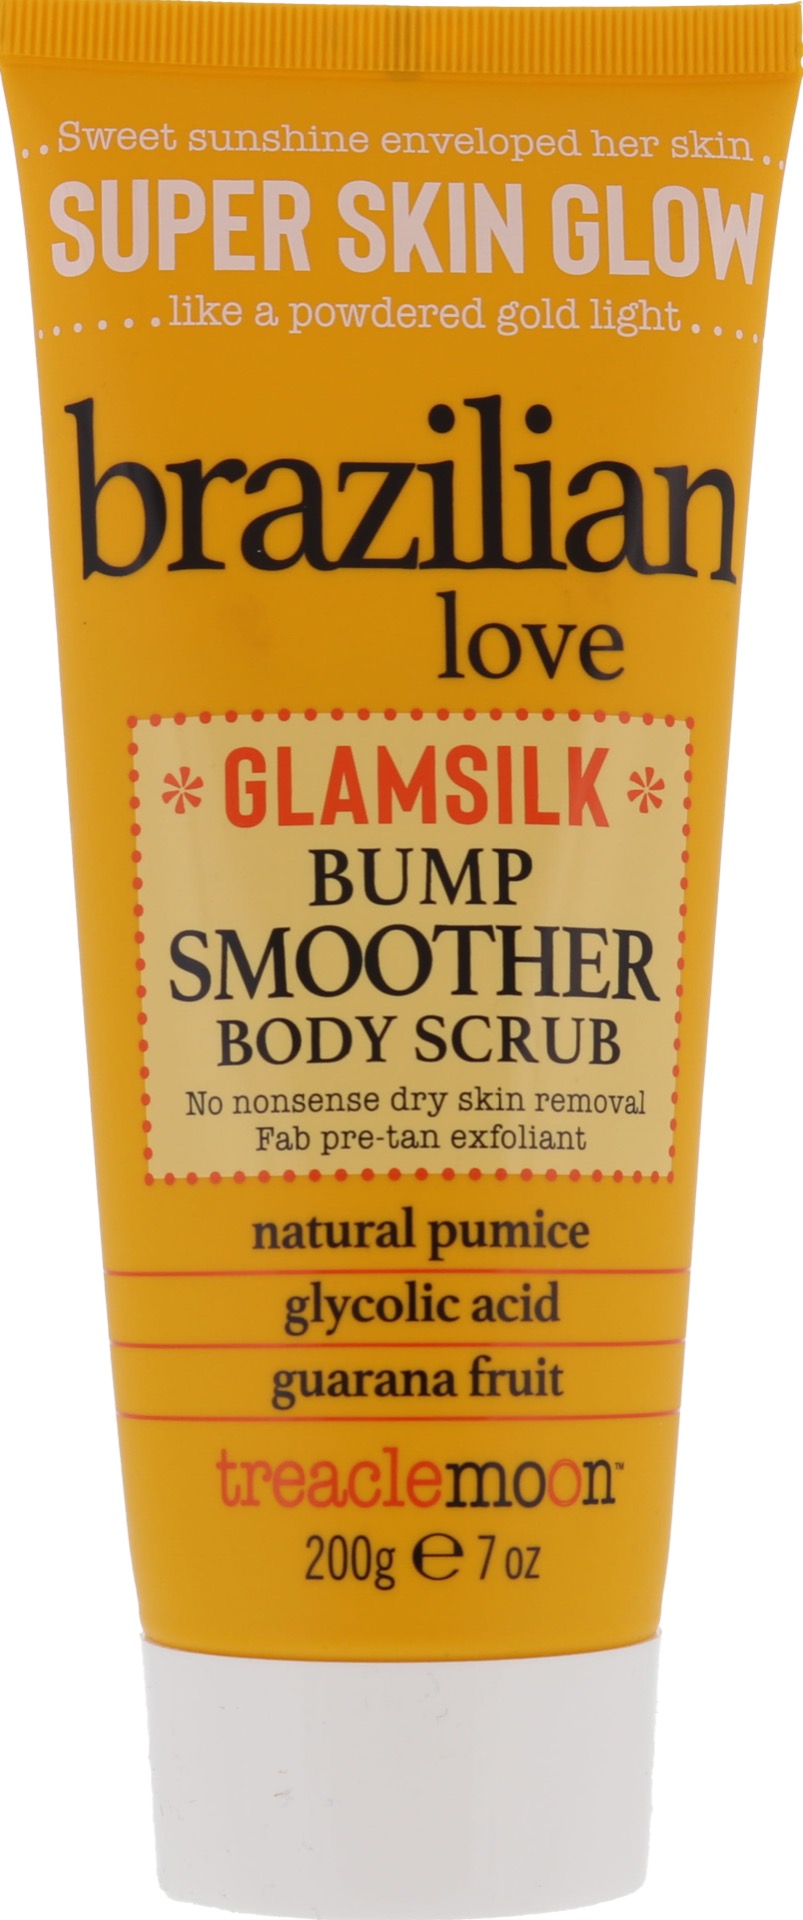 ..Sweet sunshine enveloped her skin..
SUPER SKIN GLOW
......like a powdered gold light....
brazilian
love
* GLAMSILK *
BUMP
SMOOTHER
BODY SCRUB
No nonsense dry skin removal
Fab pre-tan exfoliant
natural pumice
glycolic acid
guarana fruit
treaclemoon™
200g ℮ 7 oz